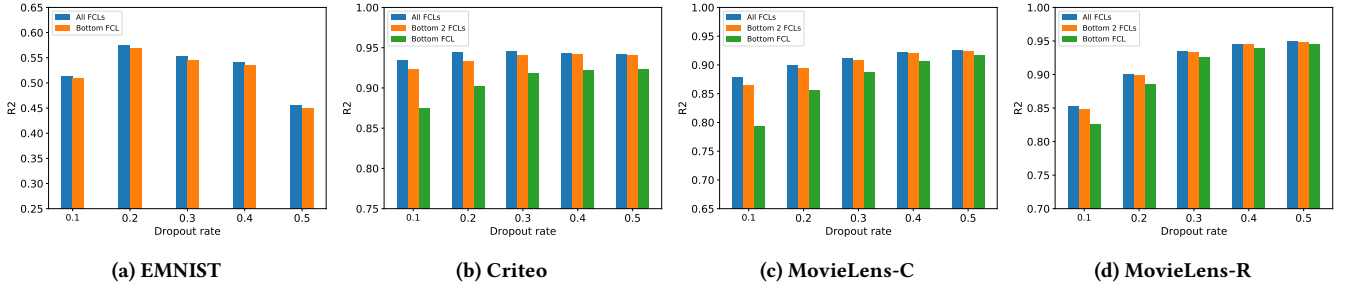 0.65
0.60
0.55
0.50
0.45
0.40
0.35
0.30
0.25
R2
All FCLs
Bottom FCL
0.1 0.2 0.3 0.4 0.5
Dropout rate
(a) EMNIST
1.00
0.95
0.90
0.85
0.80
0.75
R2
All FCLs
Bottom 2 FCLs
Bottom FCL
0.1 0.2 0.3 0.4 0.5
Dropout rate
(b) Criteo
1.00
0.95
0.90
0.85
0.80
0.75
0.70
0.65
R2
All FCLs
Bottom 2 FCLs
Bottom FCL
0.1 0.2 0.3 0.4 0.5
Dropout rate
(c) MovieLens-C
1.00
0.95
0.90
0.85
0.80
0.75
0.70
R2
All FCLs
Bottom 2 FCLs
Bottom FCL
0.1 0.2 0.3 0.4 0.5
Dropout rate
(d) MovieLens-R